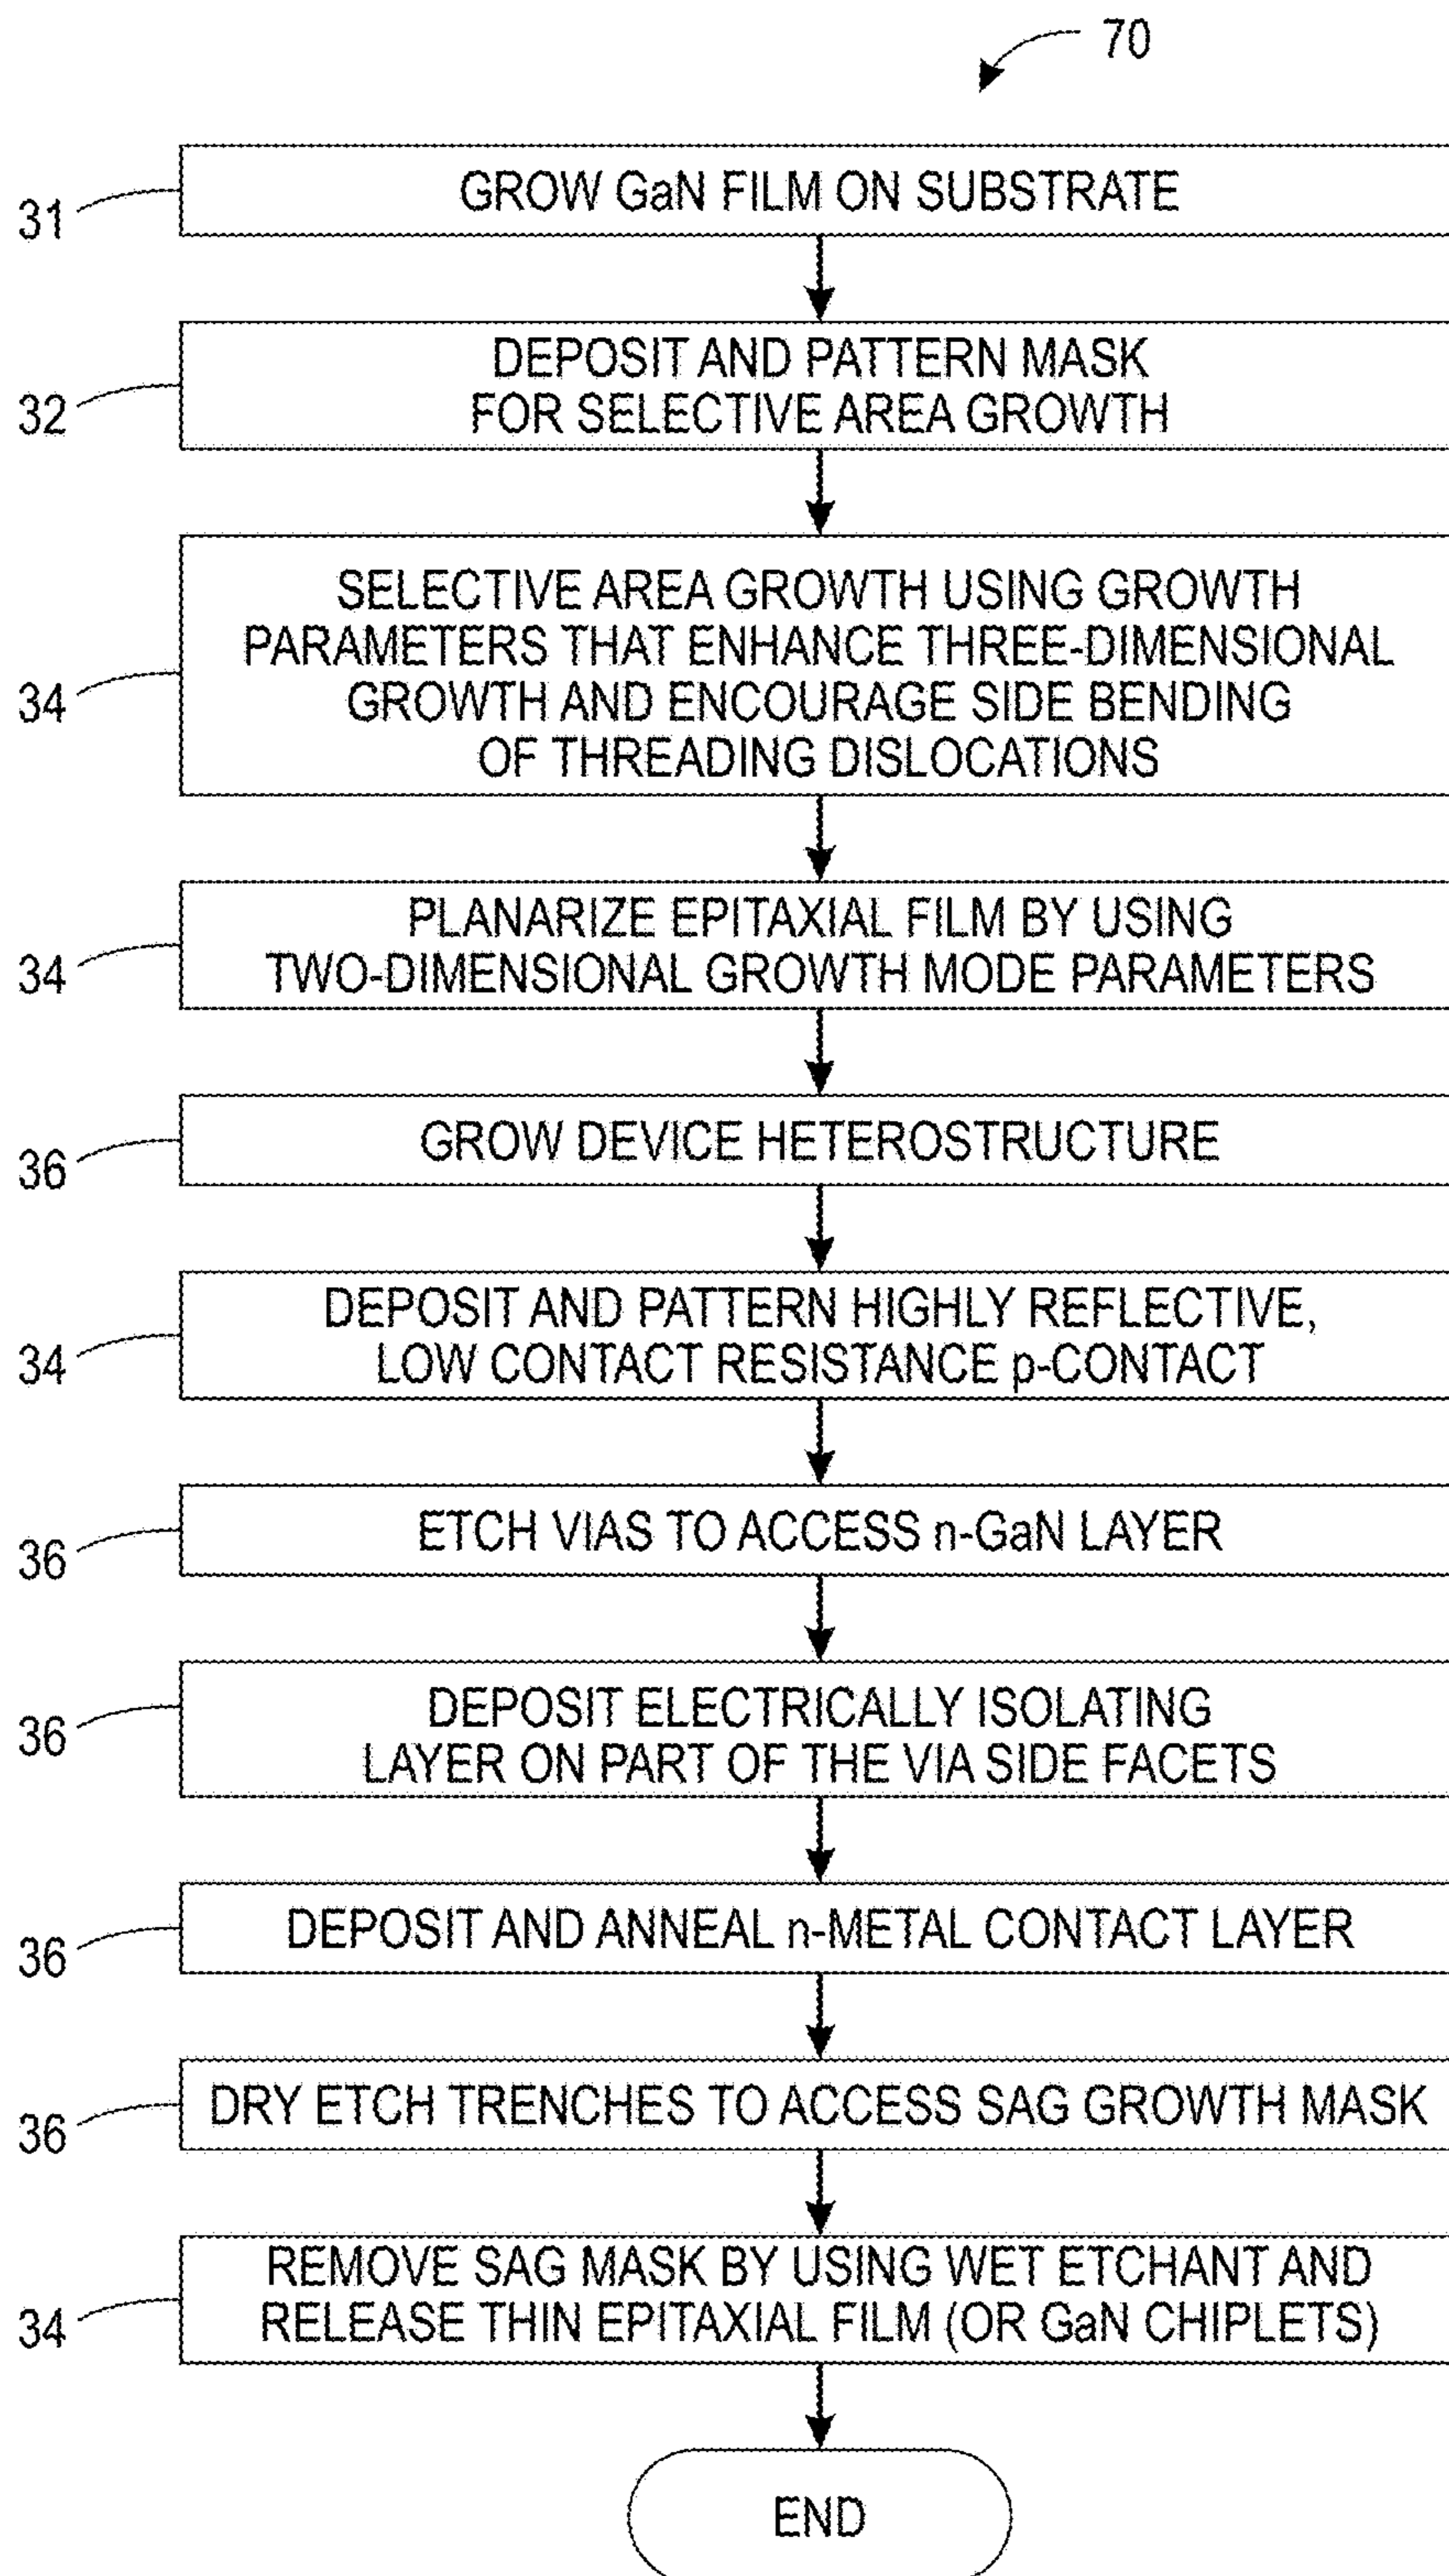 70
31
GROW GaN FILM ON SUBSTRATE
32
DEPOSIT AND PATTERN MASK
FOR SELECTIVE AREA GROWTH
34
SELECTIVE AREA GROWTH USING GROWTH
PARAMETERS THAT ENHANCE THREE-DIMENSIONAL
GROWTH AND ENCOURAGE SIDE BENDING
OF THREADING DISLOCATIONS
34
PLANARIZE EPITAXIAL FILM BY USING
TWO-DIMENSIONAL GROWTH MODE PARAMETERS
36
GROW DEVICE HETEROSTRUCTURE
34
DEPOSIT AND PATTERN HIGHLY REFLECTIVE,
LOW CONTACT RESISTANCE p-CONTACT
36
ETCH VIAS TO ACCESS n-GaN LAYER
36
DEPOSIT ELECTRICALLY ISOLATING
LAYER ON PART OF THE VIA SIDE FACETS
36
DEPOSIT AND ANNEAL n-METAL CONTACT LAYER
36
DRY ETCH TRENCHES TO ACCESS SAG GROWTH MASK
34
REMOVE SAG MASK BY USING WET ETCHANT AND
RELEASE THIN EPITAXIAL FILM (OR GaN CHIPLETS)
END